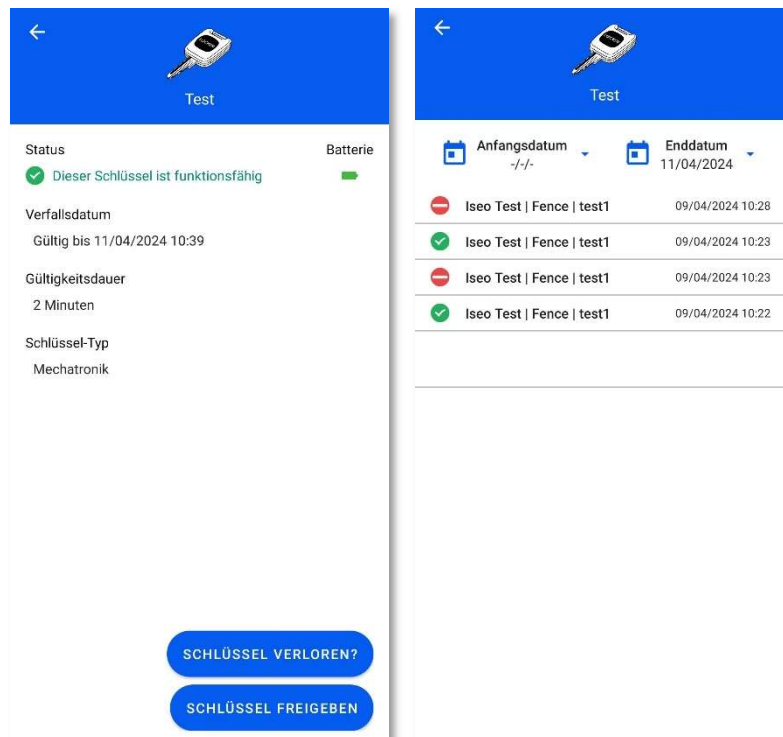 Test
Status
Batterie
Dieser Schlüssel ist funktionsfähig
Verfallsdatum
Gültig bis 11/04/2024 10:39
Gültigkeitsdauer
2 Minuten
Schlüssel-Typ
Mechatronik
SCHLÜSSEL VERLOREN?
SCHLÜSSEL FREIGEBEN
Test
Anfangsdatum
-/-/-
Enddatum
11/04/2024
Iseo Test | Fence | test1 09/04/2024 10:28
Iseo Test | Fence | test1 09/04/2024 10:23
Iseo Test | Fence | test1 09/04/2024 10:23
Iseo Test | Fence | test1 09/04/2024 10:22